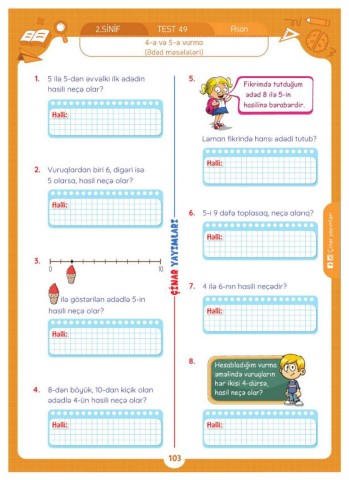 2.SİNİF
TEST 49
Asan
4-ə və 5-ə vurma
(Ədəd məsələləri)
1. 5 ilə 5-dən əvvəlki ilk ədədin
hasili neçə olar?
Həlli:
2. Vuruqlardan biri 6, digəri isə
5 olarsa, hasil neçə olar?
Həlli:
3.
0
10
ilə göstərilən ədədlə 5-in
hasili neçə olar?
Həlli:
4. 8-dən böyük, 10-dan kiçik olan
ədədlə 4-ün hasili neçə olar?
Həlli:
ÇİNAR YAYIMLARI
5.
Fikrimdə tutduğum
ədəd 8 ilə 5-in
hasilinə bərabərdir.
Laman fikrində hansı ədədi tutub?
Həlli:
6. 5-i 9 dəfə toplasaq, neçə alarıq?
Həlli:
7. 4 ilə 6-nın hasili neçədir?
Həlli:
8.
Hesabladığım vurma
əməlində vuruqların
hər ikisi 4-dürsə,
hasil neçə olar?
Həlli:
Çinar yayımları
103